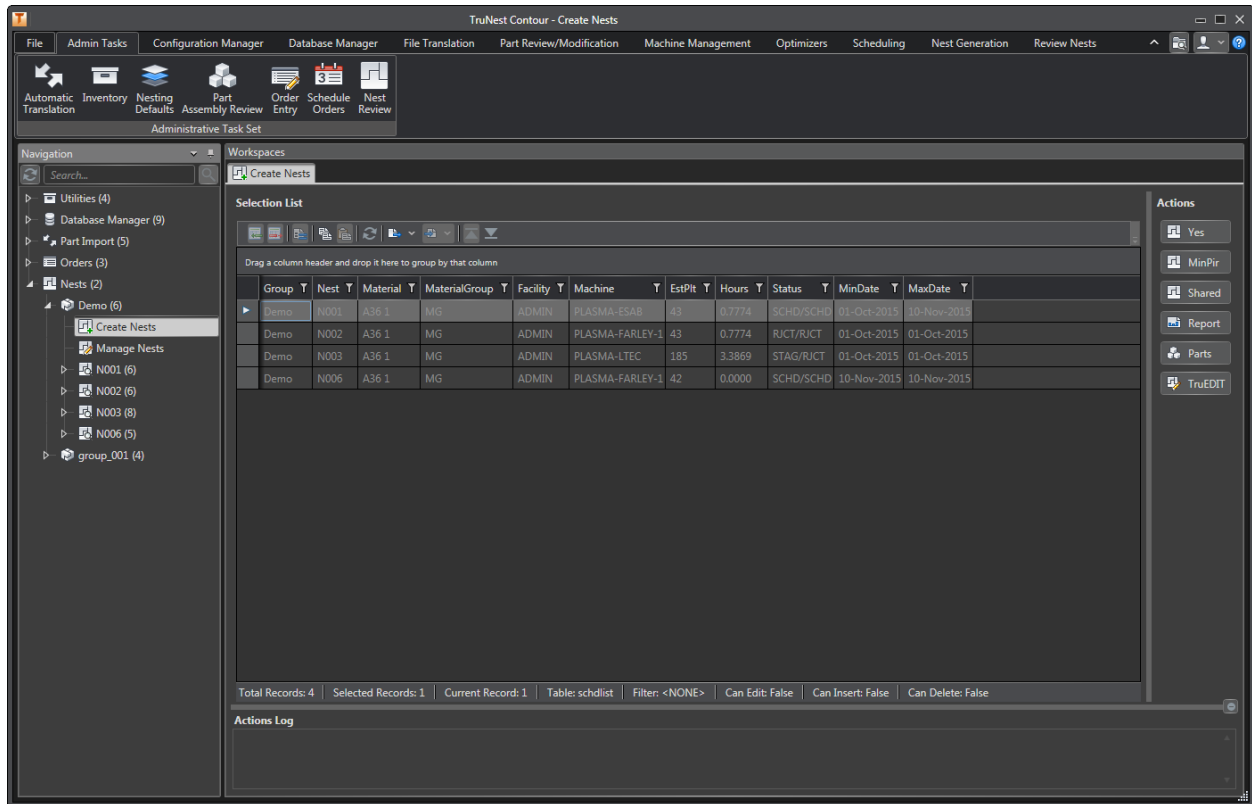 TruNest Contour - Create Nests
File Admin Tasks Configuration Manager Database Manager File Translation Part Review/Modification Machine Management Optimizers Scheduling Nest Generation Review Nests
Automatic Translation Inventory Nesting Defaults Part Assembly Review Order Entry Schedule Orders Nest Review
Administrative Task Set
Navigation
Search...
Utilities (4)
Database Manager (9)
Part Import (5)
Orders (3)
Nests (2)
Demo (6)
Create Nests
Manage Nests
N001 (6)
N002 (6)
N003 (8)
N006 (5)
group_001 (4)
Workspaces
Create Nests
Selection List
Drag a column header and drop it here to group by that column
Group Nest Material MaterialGroup Facility Machine EstPlt Hours Status MinDate MaxDate
Demo N001 A36 1 MG ADMIN PLASMA-ESAB 43 0.7774 SCHD/SCHD 01-Oct-2015 10-Nov-2015
Demo N002 A36 1 MG ADMIN PLASMA-FARLEY-1 43 0.7774 RJCT/RJCT 01-Oct-2015 01-Oct-2015
Demo N003 A36 1 MG ADMIN PLASMA-LTEC 185 3.3869 STAG/RJCT 01-Oct-2015 01-Oct-2015
Demo N006 A36 1 MG ADMIN PLASMA-FARLEY-1 42 0.0000 SCHD/SCHD 10-Nov-2015 10-Nov-2015
Total Records: 4 Selected Records: 1 Current Record: 1 Table: schdlist Filter: <NONE> Can Edit: False Can Insert: False Can Delete: False
Actions
Yes
MinPir
Shared
Report
Parts
TruEDIT
Actions Log